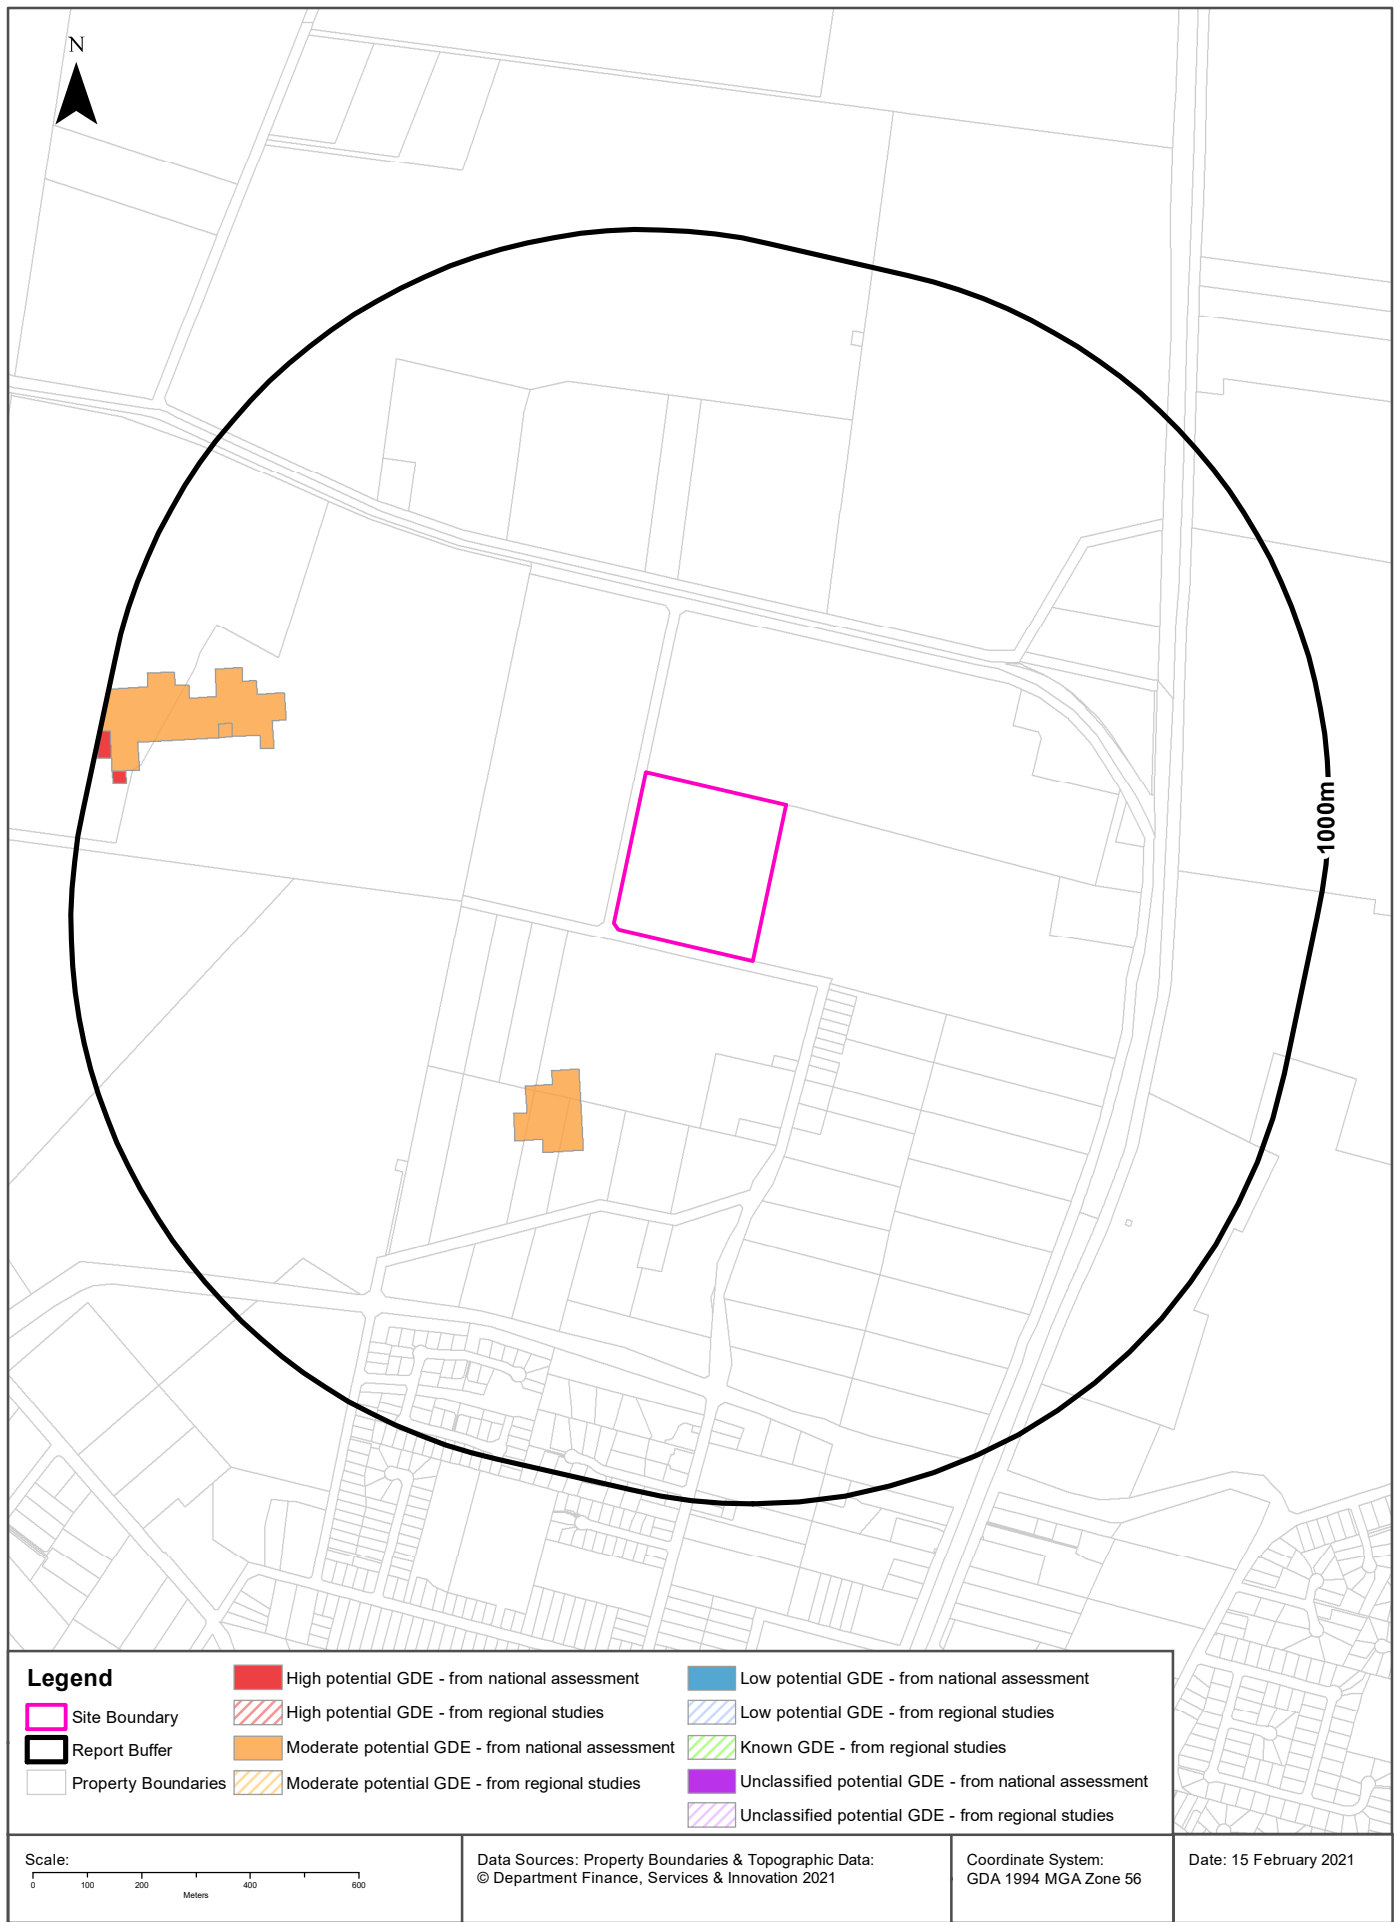 N
1000m
Legend
Site Boundary
Report Buffer
Property Boundaries
High potential GDE - from national assessment
High potential GDE - from regional studies
Moderate potential GDE - from national assessment
Moderate potential GDE - from regional studies
Low potential GDE - from national assessment
Low potential GDE - from regional studies
Known GDE - from regional studies
Unclassified potential GDE - from national assessment
Unclassified potential GDE - from regional studies
Scale:
0 100 200 400 600
Meters
Data Sources: Property Boundaries & Topographic Data:
© Department Finance, Services & Innovation 2021
Coordinate System:
GDA 1994 MGA Zone 56
Date: 15 February 2021